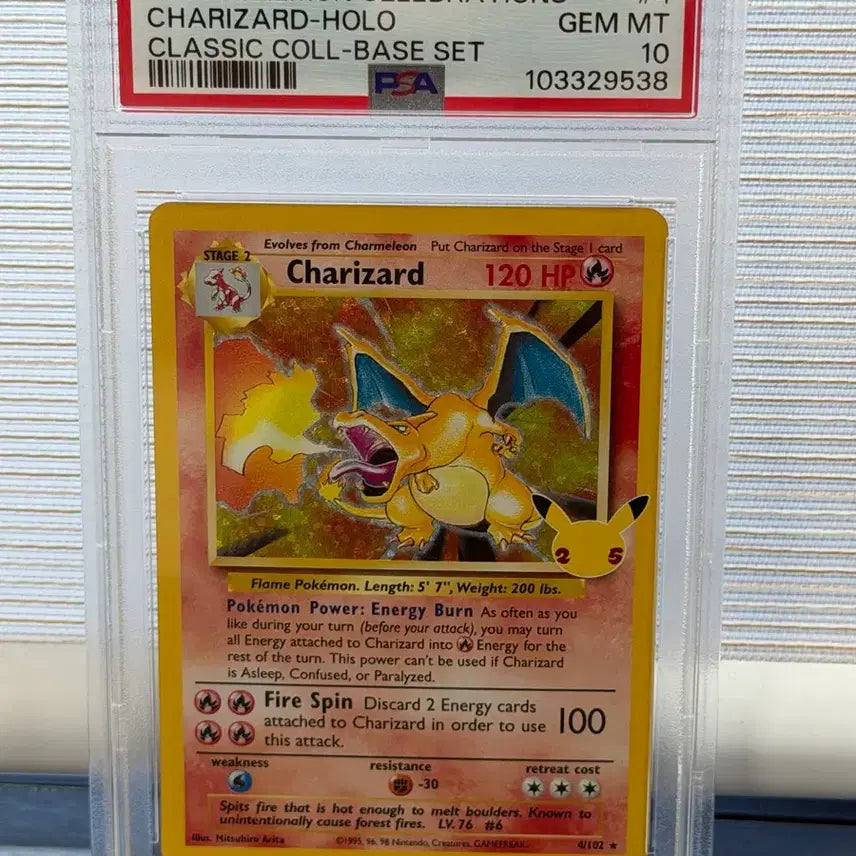 CELEBRATIONS #4
CHARIZARD-HOLO GEM MT
CLASSIC COLL-BASE SET 10
PSA 103329538
Evolves from Charmeleon Put Charizard on the Stage 1 card
STAGE 2
Charizard 120 HP
2 5
Flame Pokémon. Length: 5' 7", Weight: 200 lbs.
Pokémon Power: Energy Burn As often as you
like during your turn (before your attack), you may turn
all Energy attached to Charizard into Energy for the
rest of the turn. This power can't be used if Charizard
is Asleep, Confused, or Paralyzed.
Fire Spin Discard 2 Energy cards
attached to Charizard in order to use 100
this attack.
weakness resistance retreat cost
-30
Spits fire that is hot enough to melt boulders. Known to
unintentionally cause forest fires. LV. 76 #6
Illus. Mitsuhiro Arita ©1995, 96, 98 Nintendo, Creatures, GAMEFREAK. 4/102 ★